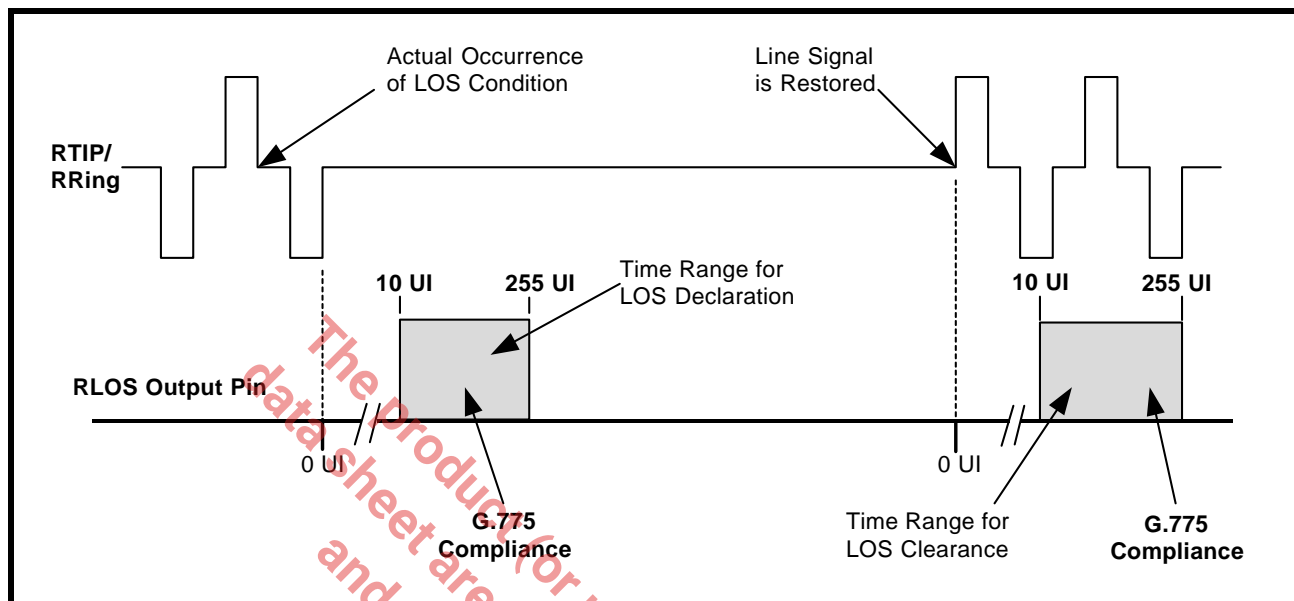 Actual Occurrence
of LOS Condition
Line Signal
is Restored
RTIP/
RRing
10 UI
255 UI
Time Range for
LOS Declaration
10 UI
255 UI
RLOS Output Pin
0 UI
0 UI
G.775
Compliance
Time Range for
LOS Clearance
G.775
Compliance
The product (or
data sheet are
and